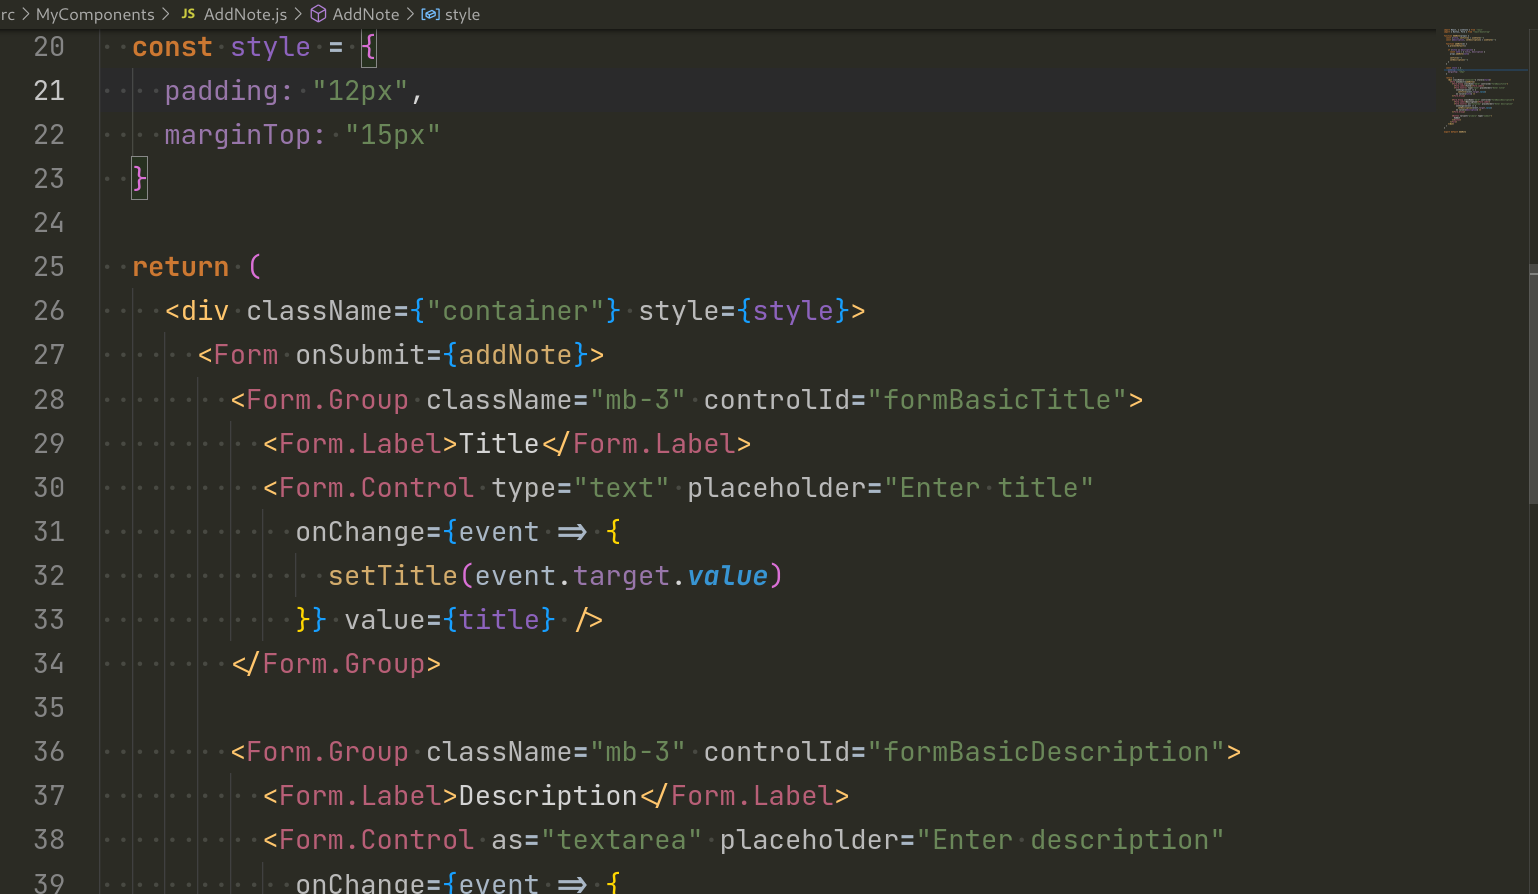 rc > MyComponents > JS AddNote.js > AddNote > style
20 const style = {
21 padding: "12px",
22 marginTop: "15px"
23 }
24
25 return (
26 <div className={"container"} style={style}>
27 <Form onSubmit={addNote}>
28 <Form.Group className="mb-3" controlId="formBasicTitle">
29 <Form.Label>Title</Form.Label>
30 <Form.Control type="text" placeholder="Enter title"
31 onChange={event => {
32 setTitle(event.target.value)
33 }} value={title} />
34 </Form.Group>
35
36 <Form.Group className="mb-3" controlId="formBasicDescription">
37 <Form.Label>Description</Form.Label>
38 <Form.Control as="textarea" placeholder="Enter description"
39 onChange={event => {